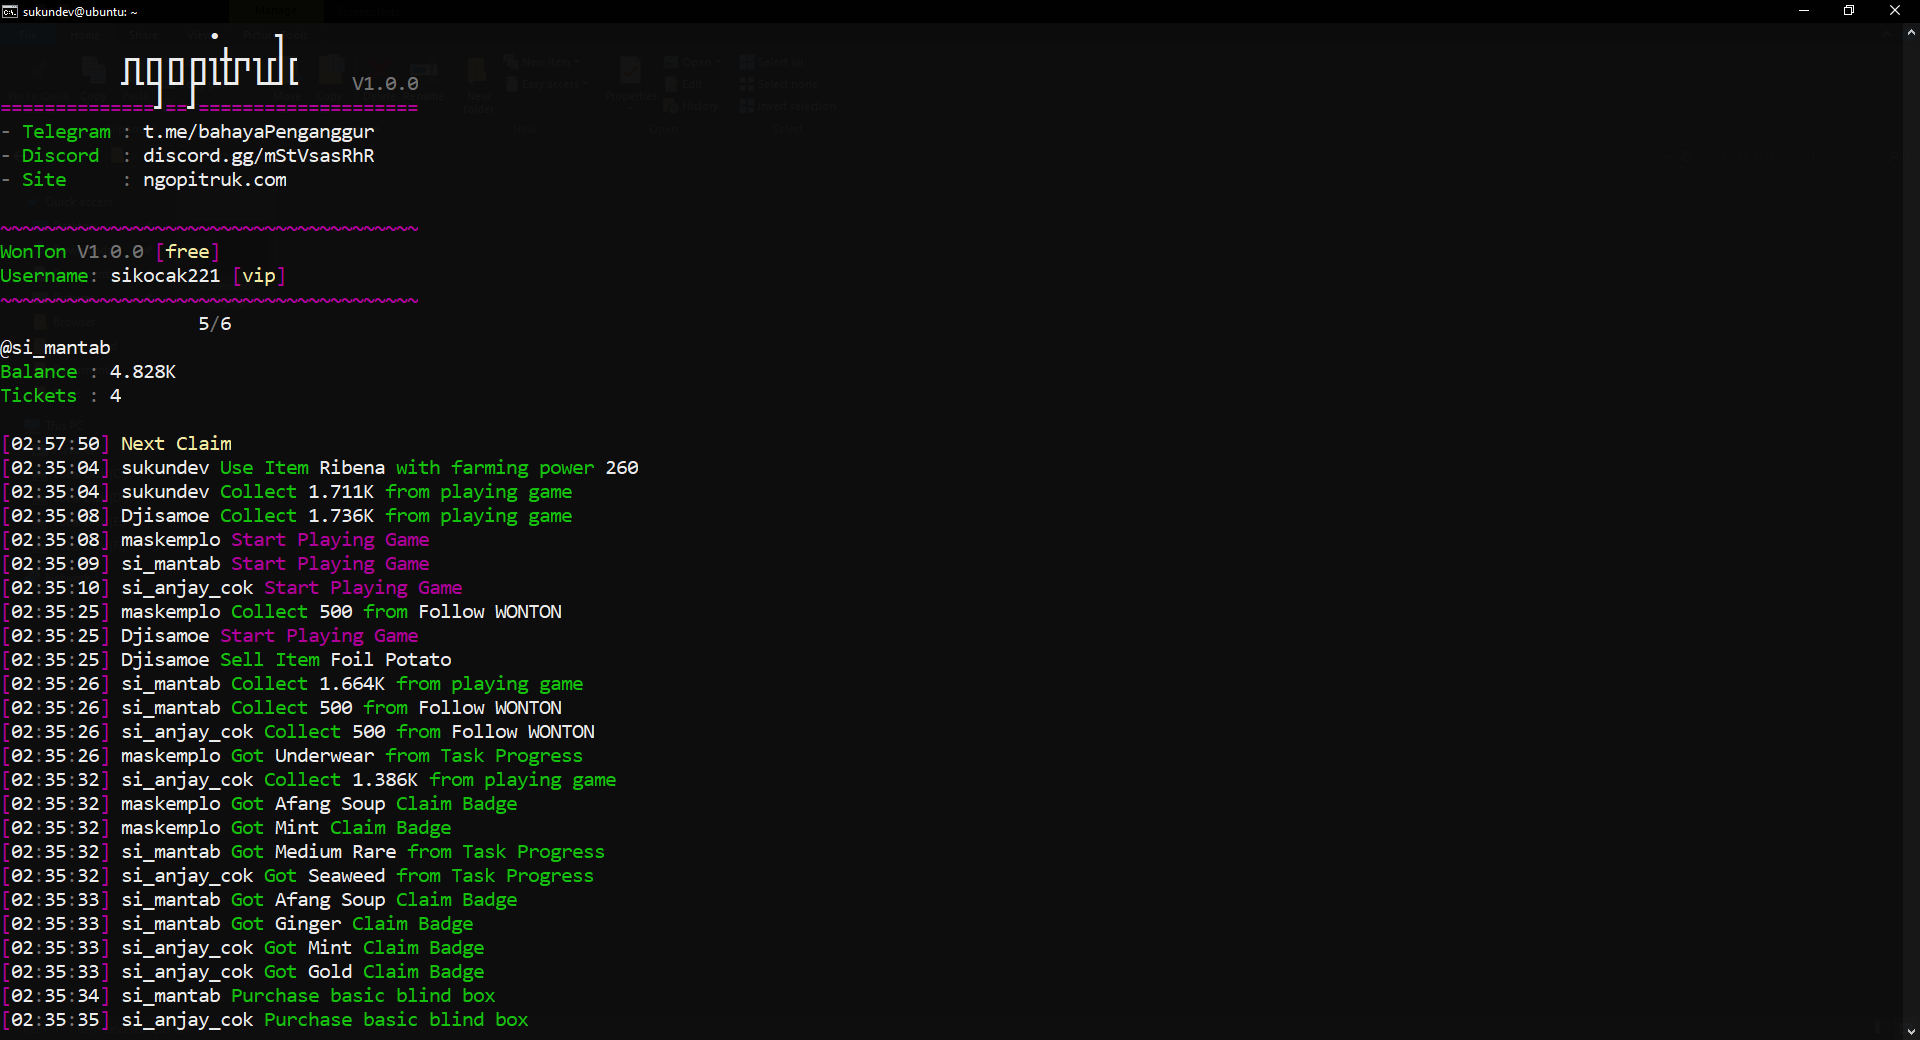 sukundev@ubuntu: ~
ngopitruk V1.0.0
======================================
- Telegram : t.me/bahayaPenganggur
- Discord : discord.gg/mStVsasRhR
- Site : ngopitruk.com
~~~~~~~~~~~~~~~~~~~~~~~~~~~~~~~~~~~~~~
WonTon V1.0.0 [free]
Username: sikocak221 [vip]
~~~~~~~~~~~~~~~~~~~~~~~~~~~~~~~~~~~~~~
5/6
@si_mantab
Balance : 4.828K
Tickets : 4
[02:57:50] Next Claim
[02:35:04] sukundev Use Item Ribena with farming power 260
[02:35:04] sukundev Collect 1.711K from playing game
[02:35:08] Djisamoe Collect 1.736K from playing game
[02:35:08] maskemplo Start Playing Game
[02:35:09] si_mantab Start Playing Game
[02:35:10] si_anjay_cok Start Playing Game
[02:35:25] maskemplo Collect 500 from Follow WONTON
[02:35:25] Djisamoe Start Playing Game
[02:35:25] Djisamoe Sell Item Foil Potato
[02:35:26] si_mantab Collect 1.664K from playing game
[02:35:26] si_mantab Collect 500 from Follow WONTON
[02:35:26] si_anjay_cok Collect 500 from Follow WONTON
[02:35:26] maskemplo Got Underwear from Task Progress
[02:35:32] si_anjay_cok Collect 1.386K from playing game
[02:35:32] maskemplo Got Afang Soup Claim Badge
[02:35:32] maskemplo Got Mint Claim Badge
[02:35:32] si_mantab Got Medium Rare from Task Progress
[02:35:32] si_anjay_cok Got Seaweed from Task Progress
[02:35:33] si_mantab Got Afang Soup Claim Badge
[02:35:33] si_mantab Got Ginger Claim Badge
[02:35:33] si_anjay_cok Got Mint Claim Badge
[02:35:33] si_anjay_cok Got Gold Claim Badge
[02:35:34] si_mantab Purchase basic blind box
[02:35:35] si_anjay_cok Purchase basic blind box